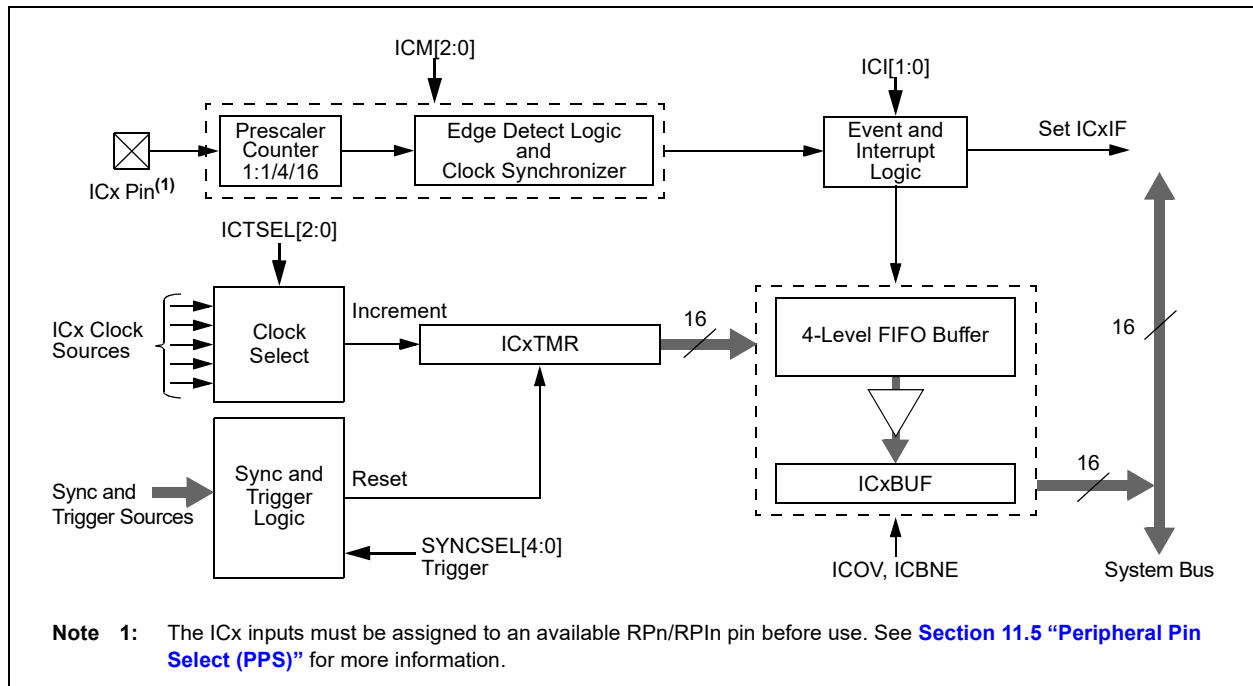 ICM[2:0]
ICI[1:0]
Prescaler
Counter
1:1/4/16
Edge Detect Logic
and
Clock Synchronizer
Event and
Interrupt
Logic
Set ICxIF
ICx Pin(1)
ICTSEL[2:0]
ICx Clock
Sources
Clock
Select
Increment
ICxTMR
16
4-Level FIFO Buffer
16
Sync and
Trigger Sources
Sync and
Trigger
Logic
Reset
ICxBUF
16
SYNCSEL[4:0]
Trigger
ICOV, ICBNE
System Bus
Note 1: The ICx inputs must be assigned to an available RPn/RPIn pin before use. See Section 11.5 “Peripheral Pin
Select (PPS)” for more information.